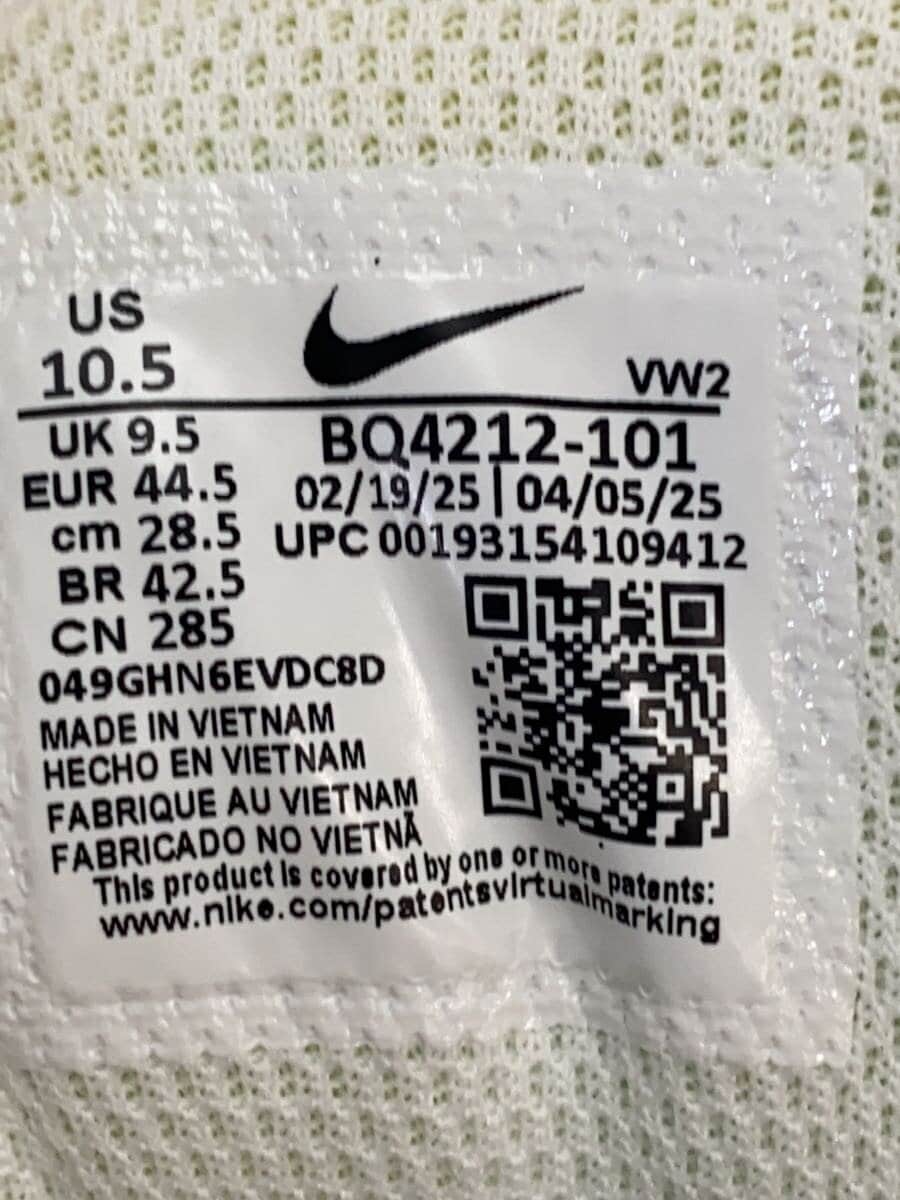 US
10.5
VW2
UK 9.5
BQ4212-101
EUR 44.5
02/19/25 | 04/05/25
cm 28.5
UPC 00193154109412
BR 42.5
CN 285
049GHN6EVDC8D
MADE IN VIETNAM
HECHO EN VIETNAM
FABRIQUE AU VIETNAM
FABRICADO NO VIETNÃ
This product is covered by one or more patents:
www.nike.com/patentsvirtualmarking